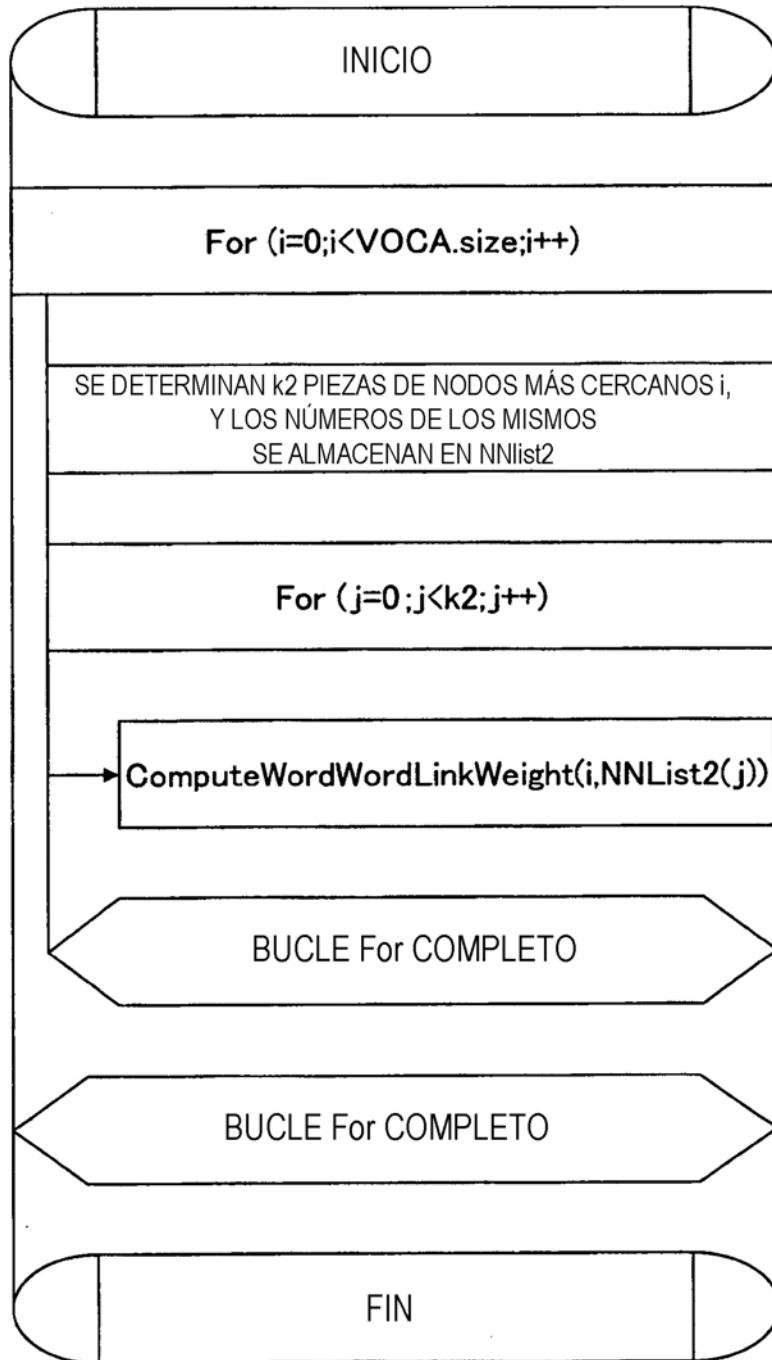 INICIO
For (i=0;i<VOCA.size;i++)
SE DETERMINAN k2 PIEZAS DE NODOS MÁS CERCANOS i,
Y LOS NÚMEROS DE LOS MISMOS
SE ALMACENAN EN NNlist2
For (j=0;j<k2;j++)
ComputeWordWordLinkWeight(i,NNList2(j))
BUCLE For COMPLETO
BUCLE For COMPLETO
FIN